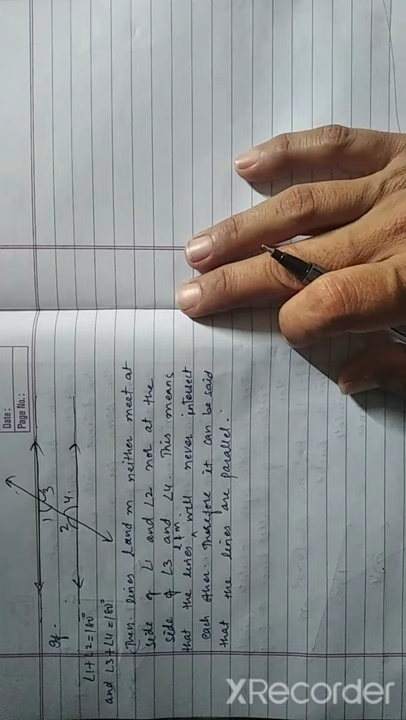 Date:
Page No.:
1 3
2 4.
If -
∠1+∠2=180°
and ∠3+∠4=180°
Then lines l and m neither meet at
side of ∠1 and ∠2 nor at the
side of ∠3 and ∠4. This means
l & m
that the lines ^ will never intersect
each other. Therefore it can be said
that the lines are parallel.
XRecorder